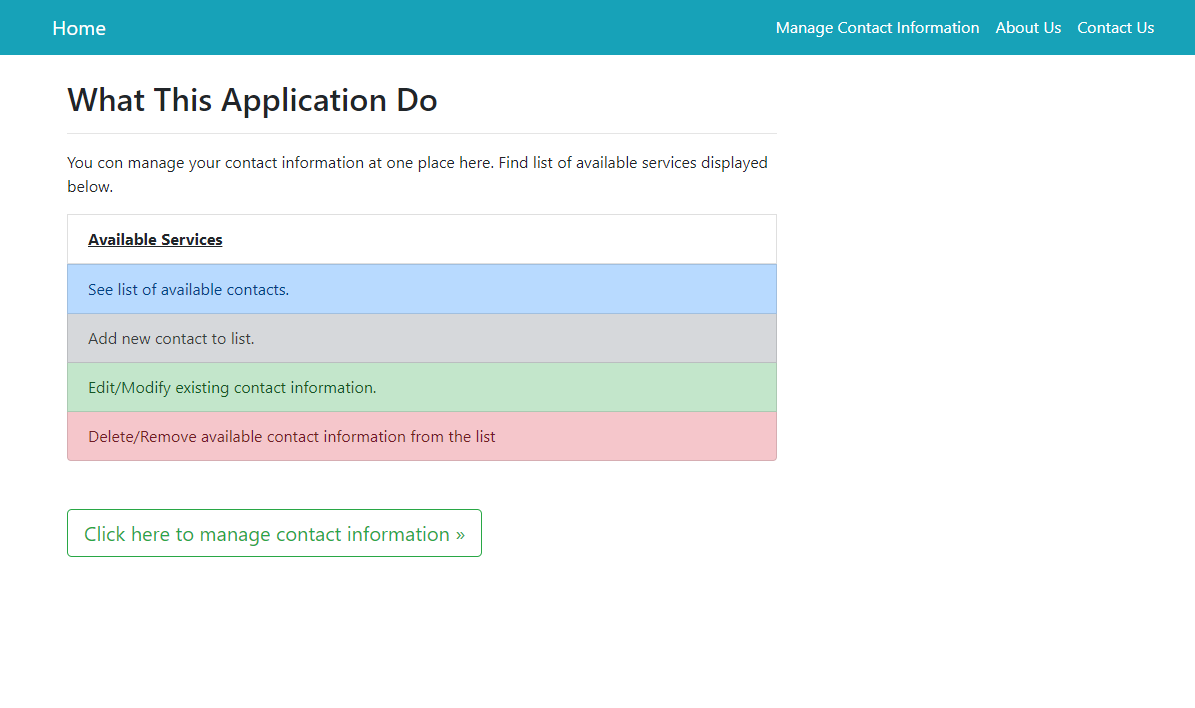 Home
Manage Contact Information About Us Contact Us
What This Application Do
You con manage your contact information at one place here. Find list of available services displayed
below.
Available Services
See list of available contacts.
Add new contact to list.
Edit/Modify existing contact information.
Delete/Remove available contact information from the list
Click here to manage contact information »